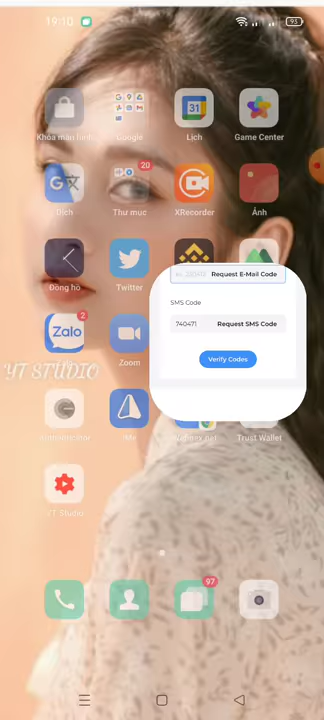 19:10
93
Khóa màn hình
Google
Lịch
Game Center
31
Dịch
Thư mục
XRecorder
Ảnh
20
Đồng hồ
Twitter
Request E-Mail Code
SMS Code
740471
Request SMS Code
Verify Codes
Zalo
2
Zoom
YT STUDIO
iMe
Trust Wallet
YT Studio
97